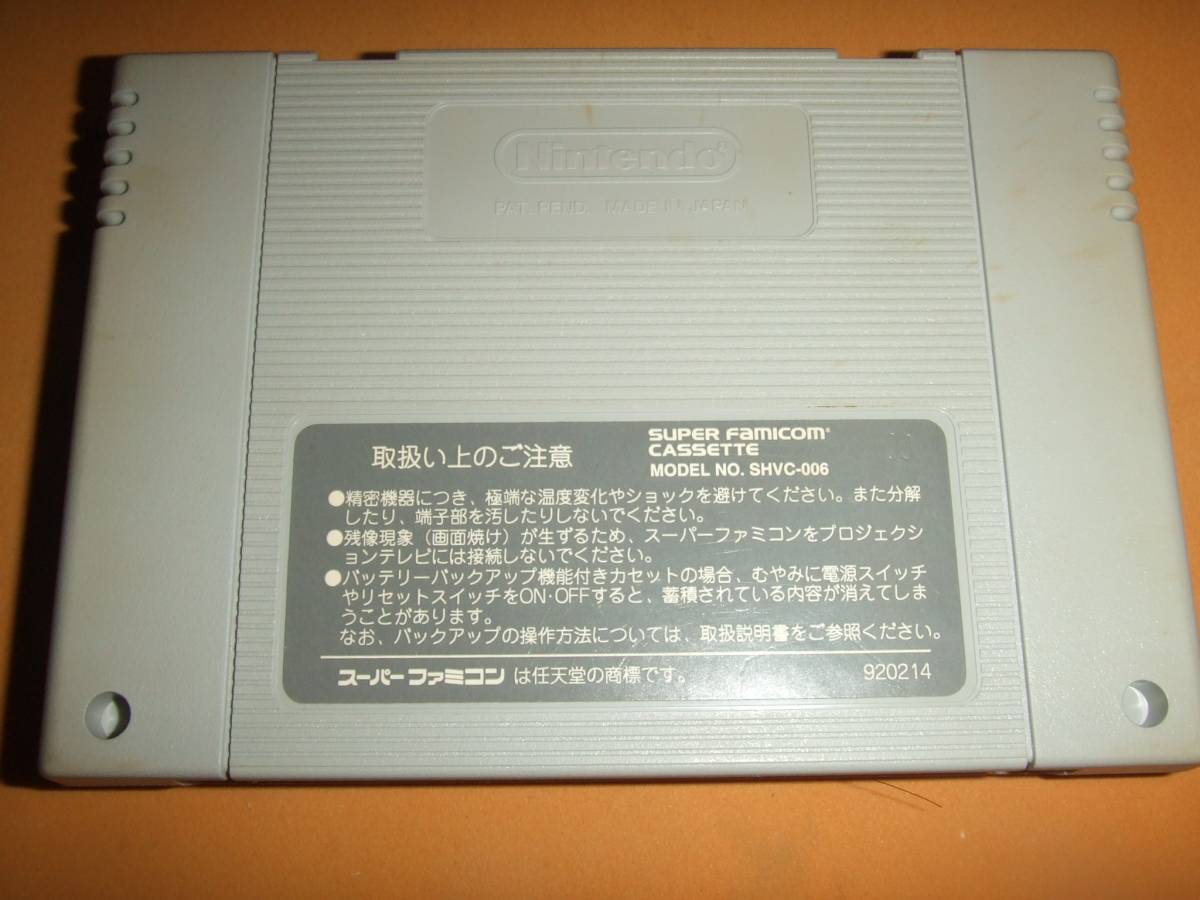 Nintendo®
PAT. PEND. MADE IN JAPAN
取扱い上のご注意
SUPER FAMICOM®
CASSETTE
MODEL NO. SHVC-006
●精密機器につき、極端な温度変化やショックを避けてください。また分解
したり、端子部を汚したりしないでください。
●残像現象(画面焼け)が生ずるため、スーパーファミコンをプロジェクシ
ョンテレビには接続しないでください。
●バッテリーバックアップ機能付きカセットの場合、むやみに電源スイッチ
やリセットスイッチをON·OFFすると、蓄積されている内容が消えてしま
うことがあります。
なお、バックアップの操作方法については、取扱説明書をご参照ください。
スーパーファミコンは任天堂の商標です。
920214